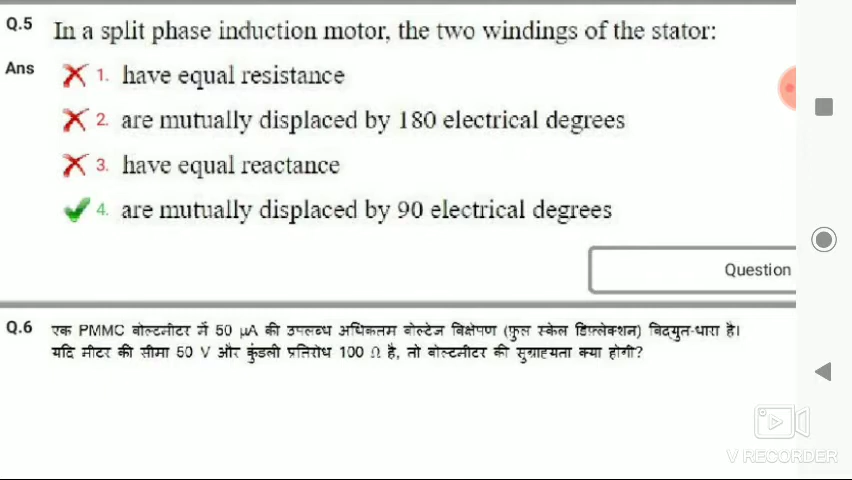 Q.5 In a split phase induction motor, the two windings of the stator:
Ans 1. have equal resistance
2. are mutually displaced by 180 electrical degrees
3. have equal reactance
4. are mutually displaced by 90 electrical degrees
Question
Q.6 एक PMMC वोल्टमीटर में 50 μA की उपलब्ध अधिकतम वोल्टेज विक्षेपण (फुल स्केल डिफ़्लेक्शन) विद्युत-धारा है।
यदि मीटर की सीमा 50 V और कुंडली प्रतिरोध 100 Ω है, तो वोल्टमीटर की सुग्राह्यता क्या होगी?
V RECORDER